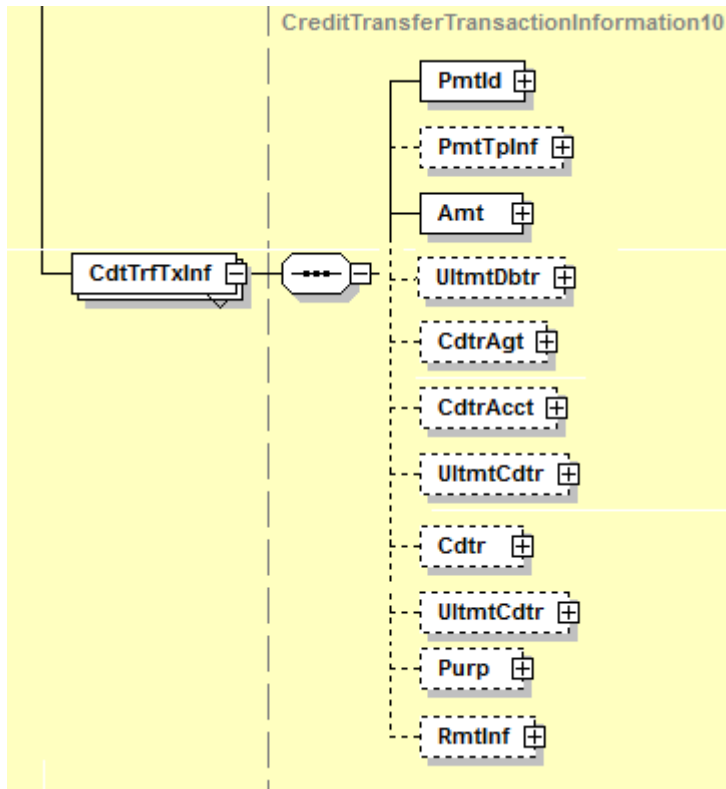 CreditTransferTransactionInformation10
PmtId
PmtTpInf
Amt
CdtTrfTxInf
UltmtDbtr
CdtrAgt
CdtrAcct
UltmtCdtr
Cdtr
UltmtCdtr
Purp
RmtInf